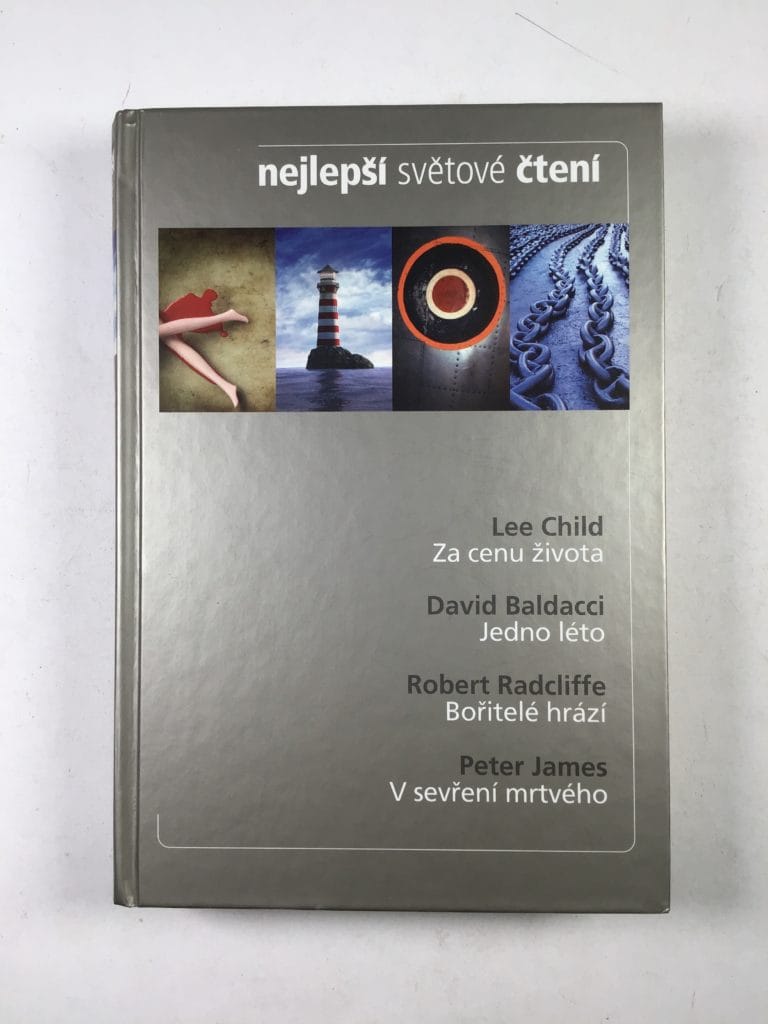 nejlepší světové čtení
Lee Child
Za cenu života
David Baldacci
Jedno léto
Robert Radcliffe
Bořitelé hrází
Peter James
V sevření mrtvého